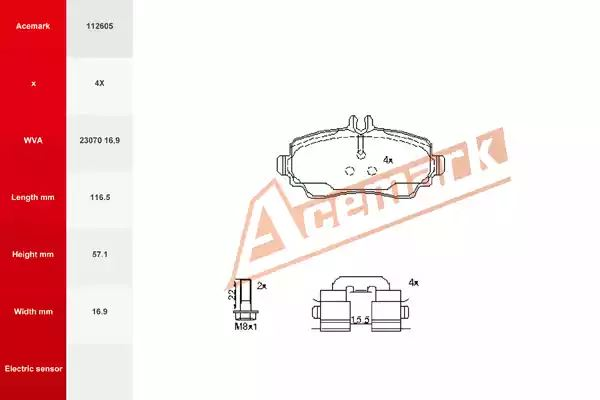 Acemark 112605
x 4X
WVA 23070 16,9
Length mm 116.5
Height mm 57.1
Width mm 16.9
Electric sensor
4x
Acemark
22
2x
M8x1
4x
15.5